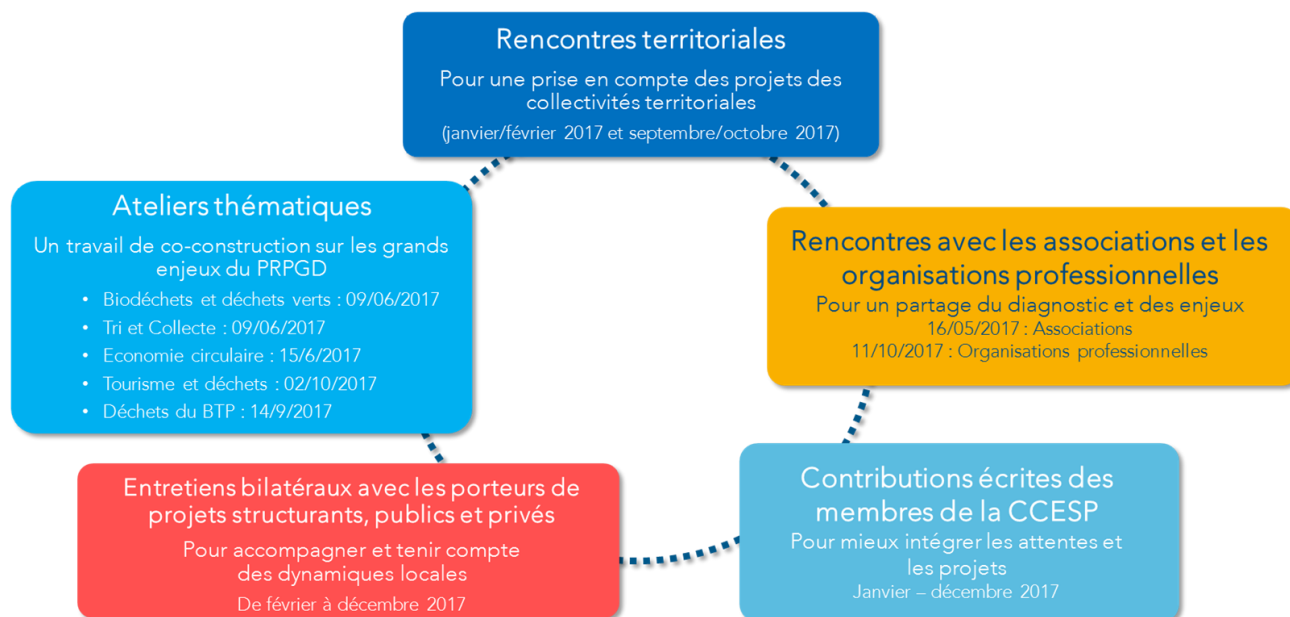 Rencontres territoriales
Pour une prise en compte des projets des
collectivités territoriales
(janvier/février 2017 et septembre/octobre 2017)
Ateliers thématiques
Un travail de co-construction sur les grands
enjeux du PRPGD
• Biodéchets et déchets verts : 09/06/2017
• Tri et Collecte : 09/06/2017
• Economie circulaire : 15/6/2017
• Tourisme et déchets : 02/10/2017
• Déchets du BTP : 14/9/2017
Rencontres avec les associations et les
organisations professionnelles
Pour un partage du diagnostic et des enjeux
16/05/2017 : Associations
11/10/2017 : Organisations professionnelles
Entretiens bilatéraux avec les porteurs de
projets structurants, publics et privés
Pour accompagner et tenir compte
des dynamiques locales
De février à décembre 2017
Contributions écrites des
membres de la CCESP
Pour mieux intégrer les attentes et
les projets
Janvier – décembre 2017